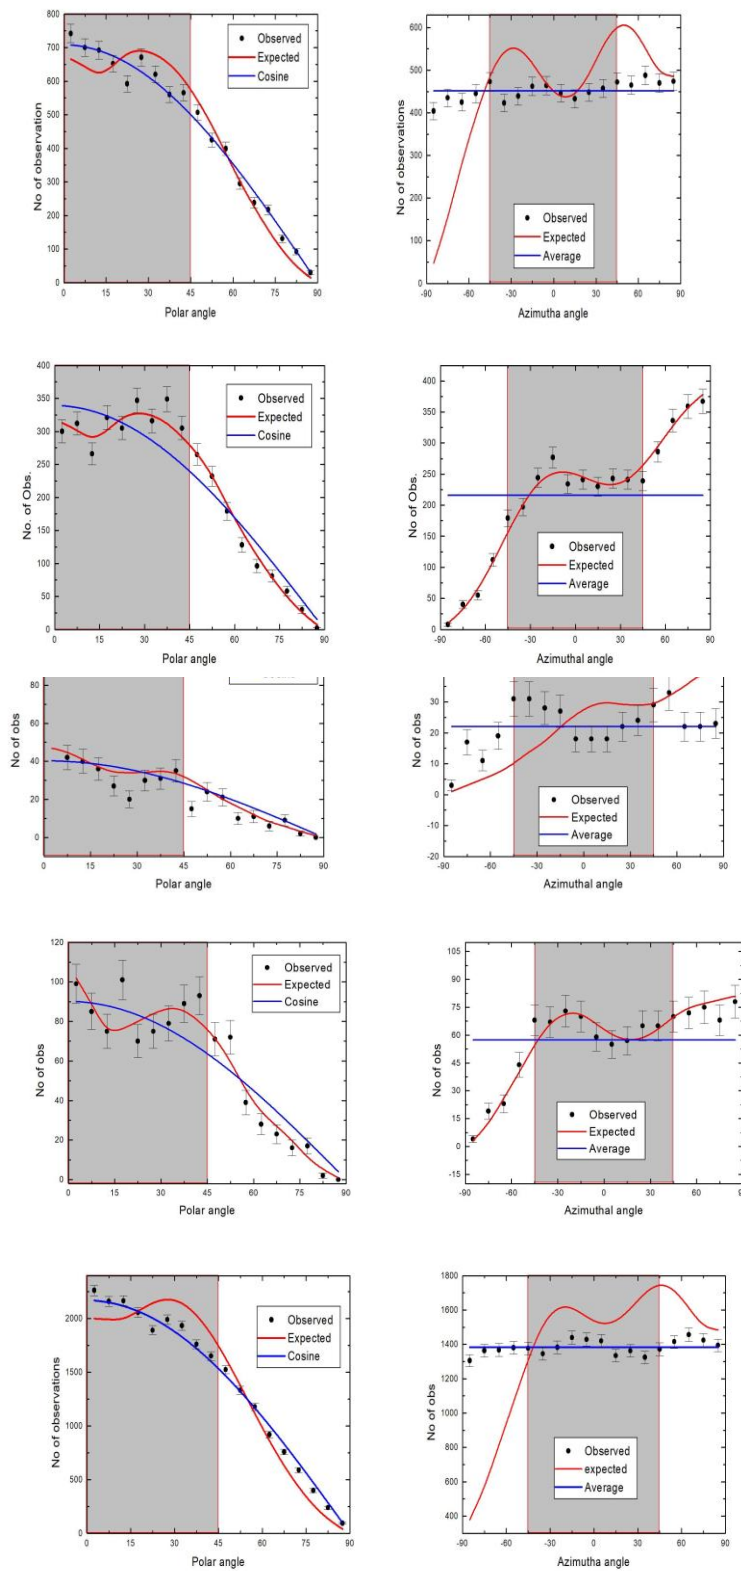 800
700
600
500
400
300
200
100
0
No of observation
Observed
Expected
Cosine
0 15 30 45 60 75 90
Polar angle
600
500
400
300
200
100
0
No of observations
Observed
Expected
Average
-90 -60 -30 0 30 60 90
Azimutha angle
400
350
300
250
200
150
100
50
0
No. of Obs.
Observed
Expected
Cosine
0 15 30 45 60 75 90
Polar angle
400
350
300
250
200
150
100
50
0
No. of Obs.
Observed
Expected
Average
-90 -60 -30 0 30 60 90
Azimuthal angle
80
60
40
20
0
No of obs
0 15 30 45 60 75 90
Polar angle
30
20
10
0
-10
-20
No of obs
Observed
Expected
Average
-90 -60 -30 0 30 60 90
Azimuthal angle
120
100
80
60
40
20
0
No of obs
Observed
Expected
Cosine
0 15 30 45 60 75 90
Polar angle
105
90
75
60
45
30
15
0
-15
No of obs
Observed
Expected
Average
-90 -60 -30 0 30 60 90
Azimuthal angle
2000
1500
1000
500
0
No of observations
Observed
Expected
Cosine
0 15 30 45 60 75 90
Polar angle
1800
1600
1400
1200
1000
800
600
400
No of obs
Observed
expected
Average
-90 -60 -30 0 30 60 90
Azimutha angle